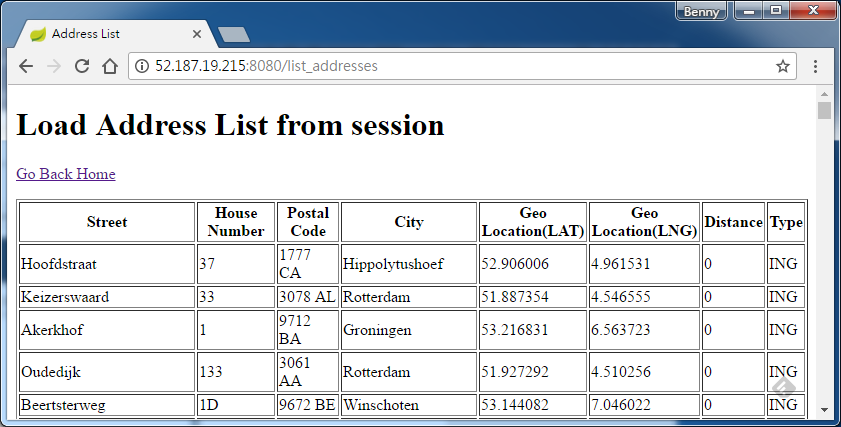 Benny
Address List
52.187.19.215:8080/list_addresses
Load Address List from session
Go Back Home
Street House Number Postal Code City Geo Location(LAT) Geo Location(LNG) Distance Type
Hoofdstraat 37 1777 CA Hippolytushoef 52.906006 4.961531 0 ING
Keizerswaard 33 3078 AL Rotterdam 51.887354 4.546555 0 ING
Akerkhof 1 9712 BA Groningen 53.216831 6.563723 0 ING
Oudedijk 133 3061 AA Rotterdam 51.927292 4.510256 0 ING
Beertsterweg 1D 9672 BE Winschoten 53.144082 7.046022 0 ING